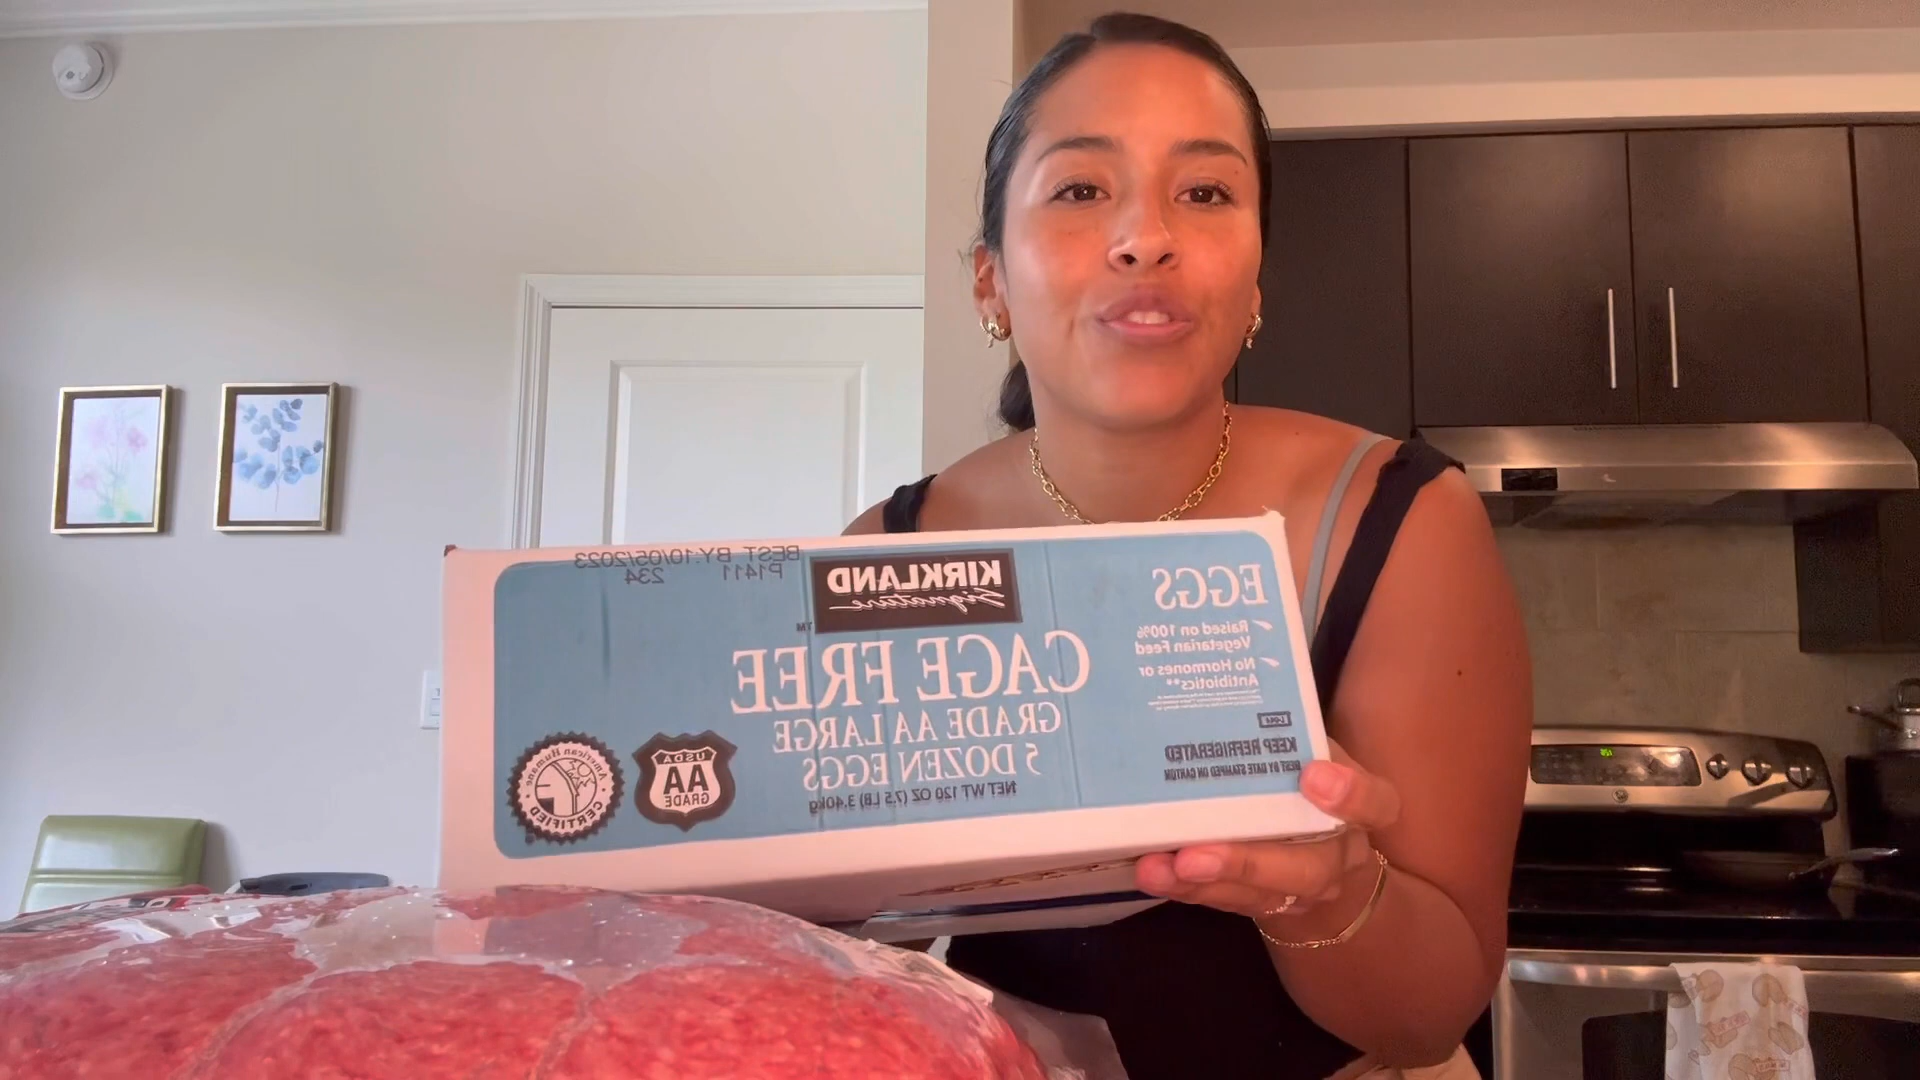 EGGS
Raised on 100%
Vegetarian Feed
No Hormones or
Antibiotics**
KEEP REFRIGERATED
BEST BY DATE STAMPED ON CARTON
KIRKLAND
Signature
TM
CAGE FREE
GRADE AA LARGE
5 DOZEN EGGS
NET WT 120 OZ (7.5 LB) 3.40kg
BEST BY:10/05/2023
P1411 234
USDA
AA
GRADE
American Humane
CERTIFIED